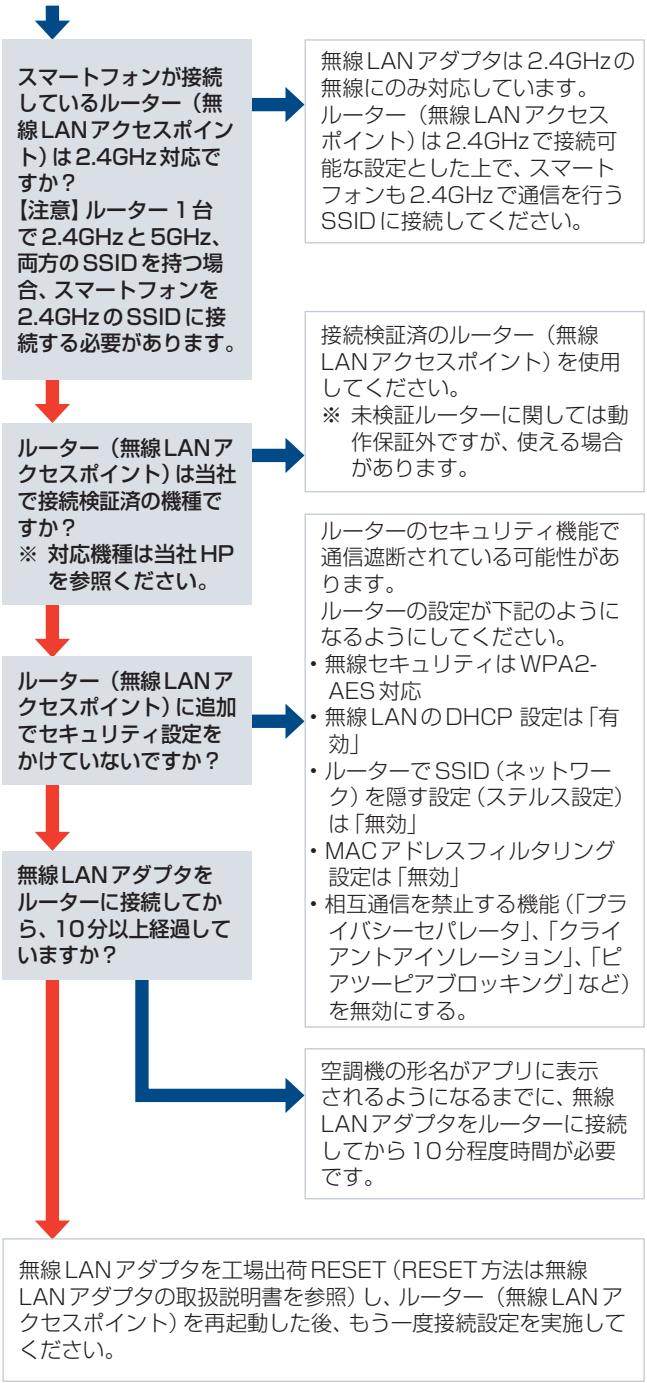 スマートフォンが接続
しているルーター（無
線LANアクセスポイン
ト）は2.4GHz対応で
すか？
【注意】ルーター1台
で2.4GHzと5GHz、
両方のSSIDを持つ場
合、スマートフォンを
2.4GHzのSSIDに接
続する必要があります。
無線LANアダプタは2.4GHzの
無線にのみ対応しています。
ルーター（無線LANアクセス
ポイント）は2.4GHzで接続可
能な設定とした上で、スマート
フォンも2.4GHzで通信を行う
SSIDに接続してください。
ルーター（無線LANア
クセスポイント）は当社
で接続検証済の機種で
すか？
※ 対応機種は当社HP
を参照ください。
接続検証済のルーター（無線
LANアクセスポイント）を使用
してください。
※ 未検証ルーターに関しては動
作保証外ですが、使える場合
があります。
ルーター（無線LANア
クセスポイント）に追加
でセキュリティ設定を
かけていないですか？
ルーターのセキュリティ機能で
通信遮断されている可能性があ
ります。
ルーターの設定が下記のように
なるようにしてください。
・無線セキュリティはWPA2-
AES対応
・無線LANのDHCP 設定は「有
効」
・ルーターでSSID（ネットワー
ク）を隠す設定（ステルス設定）
は「無効」
・MACアドレスフィルタリング
設定は「無効」
・相互通信を禁止する機能（「プラ
イバシーセパレータ」、「クライ
アントアイソレーション」、「ピ
アツーピアブロッキング」など）
を無効にする。
無線LANアダプタを
ルーターに接続してか
ら、10分以上経過して
いますか？
空調機の形名がアプリに表示
されるようになるまでに、無線
LANアダプタをルーターに接続
してから10分程度時間が必要
です。
無線LANアダプタを工場出荷RESET（RESET方法は無線
LANアダプタの取扱説明書を参照）し、ルーター（無線LANア
クセスポイント）を再起動した後、もう一度接続設定を実施して
ください。